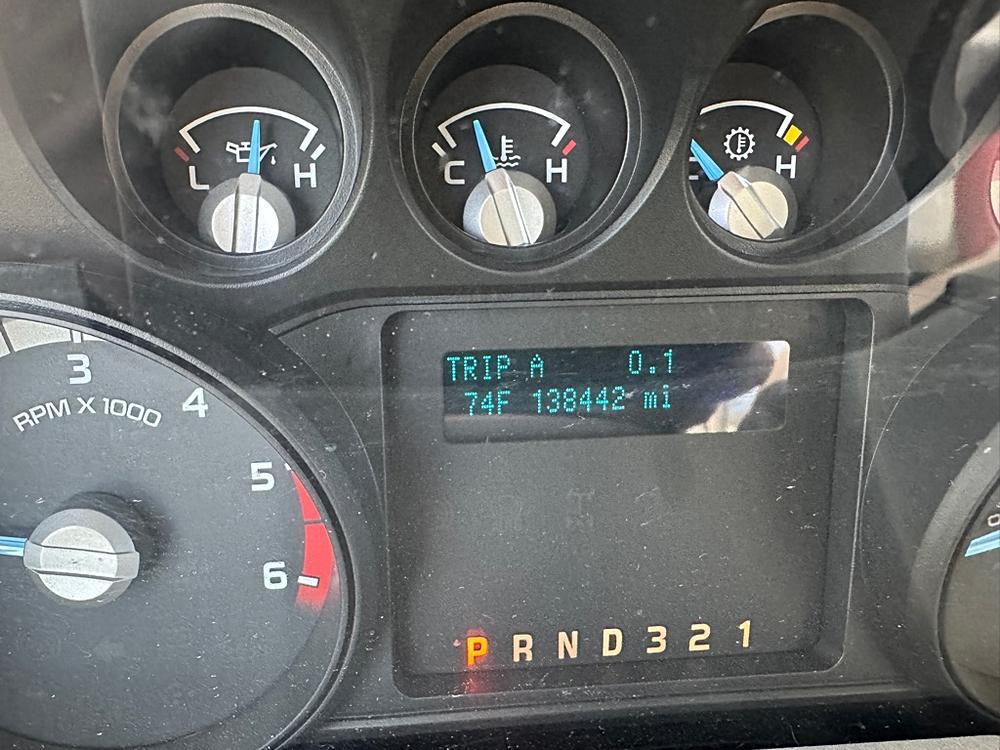 L H
C H
C H
3
4
RPM X 1000
5
6
TRIP A 0.1
74F 138442 mi
P R N D 3 2 1